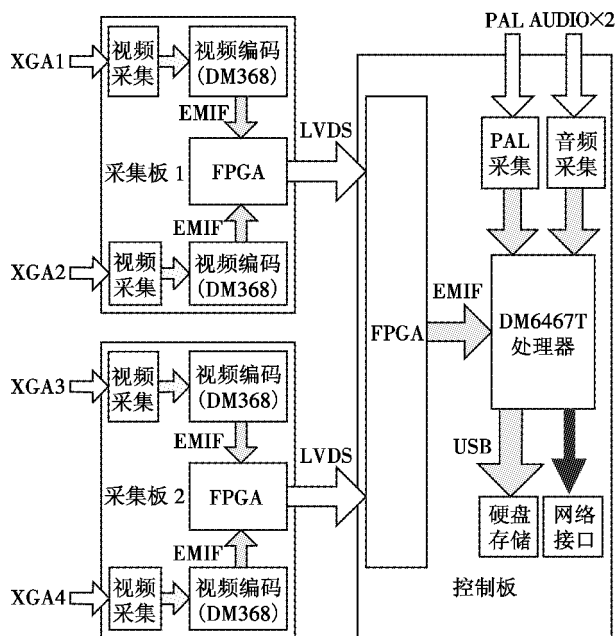 XGA1
视频
采集
视频编码
(DM368)
EMIF
采集板 1
FPGA
LVDS
EMIF
XGA2
视频
采集
视频编码
(DM368)
XGA3
视频
采集
视频编码
(DM368)
EMIF
采集板 2
FPGA
LVDS
EMIF
XGA4
视频
采集
视频编码
(DM368)
PAL AUDIO×2
PAL
采集
音频
采集
FPGA
EMIF
DM6467T
处理器
USB
硬盘
存储
网络
接口
控制板